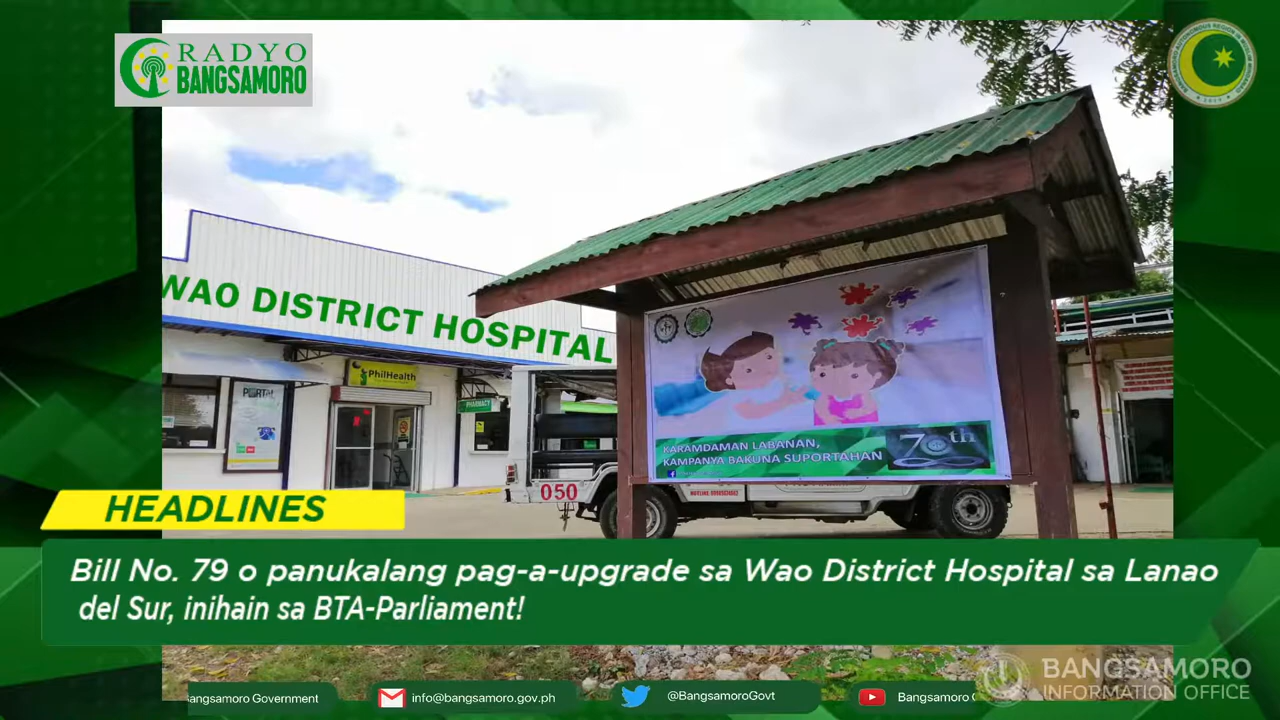 RADYO
BANGSAMORO
WAO DISTRICT HOSPITAL
PhilHealth
PHARMACY
050
KARAMDAMAN LABANAN,
KAMPANYA BAKUNA SUPORTAHAN
70th
HEADLINES
Bill No. 79 o panukalang pag-a-upgrade sa Wao District Hospital sa Lanao
del Sur, inihain sa BTA-Parliament!
BANGSAMORO
INFORMATION OFFICE
angsamoro Government
info@bangsamoro.gov.ph
@BangsamoroGovt
Bangsamoro